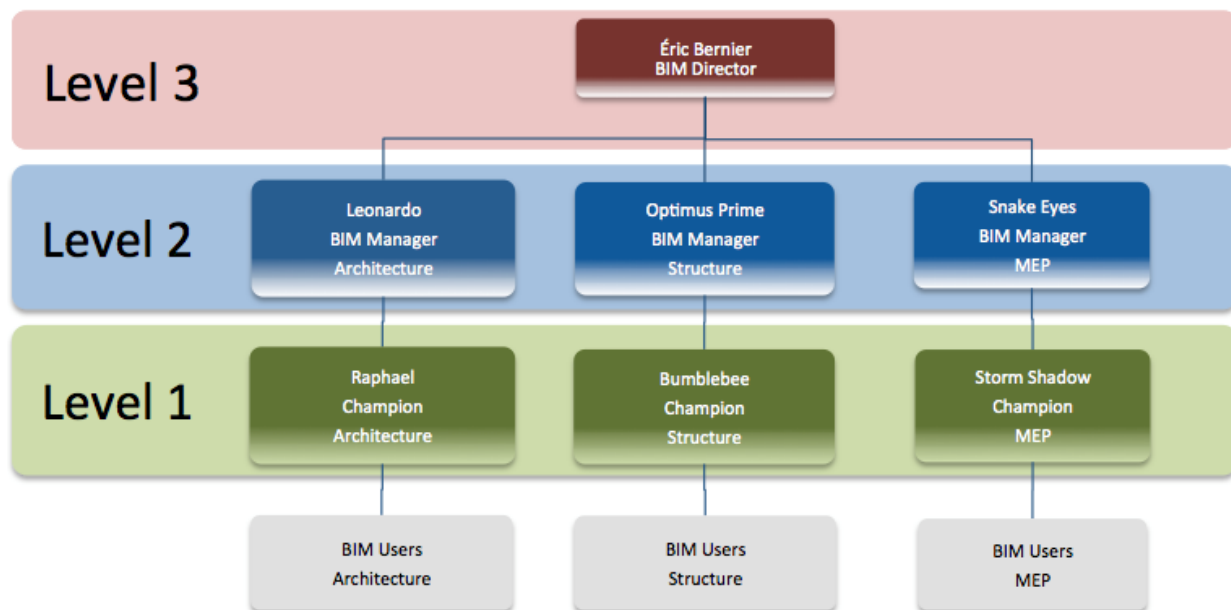 Level 3
Éric Bernier
BIM Director
Level 2
Leonardo
BIM Manager
Architecture
Optimus Prime
BIM Manager
Structure
Snake Eyes
BIM Manager
MEP
Level 1
Raphael
Champion
Architecture
Bumblebee
Champion
Structure
Storm Shadow
Champion
MEP
BIM Users
Architecture
BIM Users
Structure
BIM Users
MEP